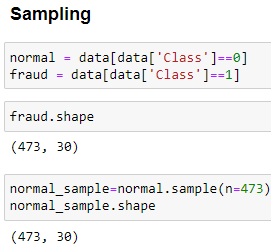 Sampling
normal = data[data['Class']==0]
fraud = data[data['Class']==1]
fraud.shape
(473, 30)
normal_sample=normal.sample(n=473)
normal_sample.shape
(473, 30)